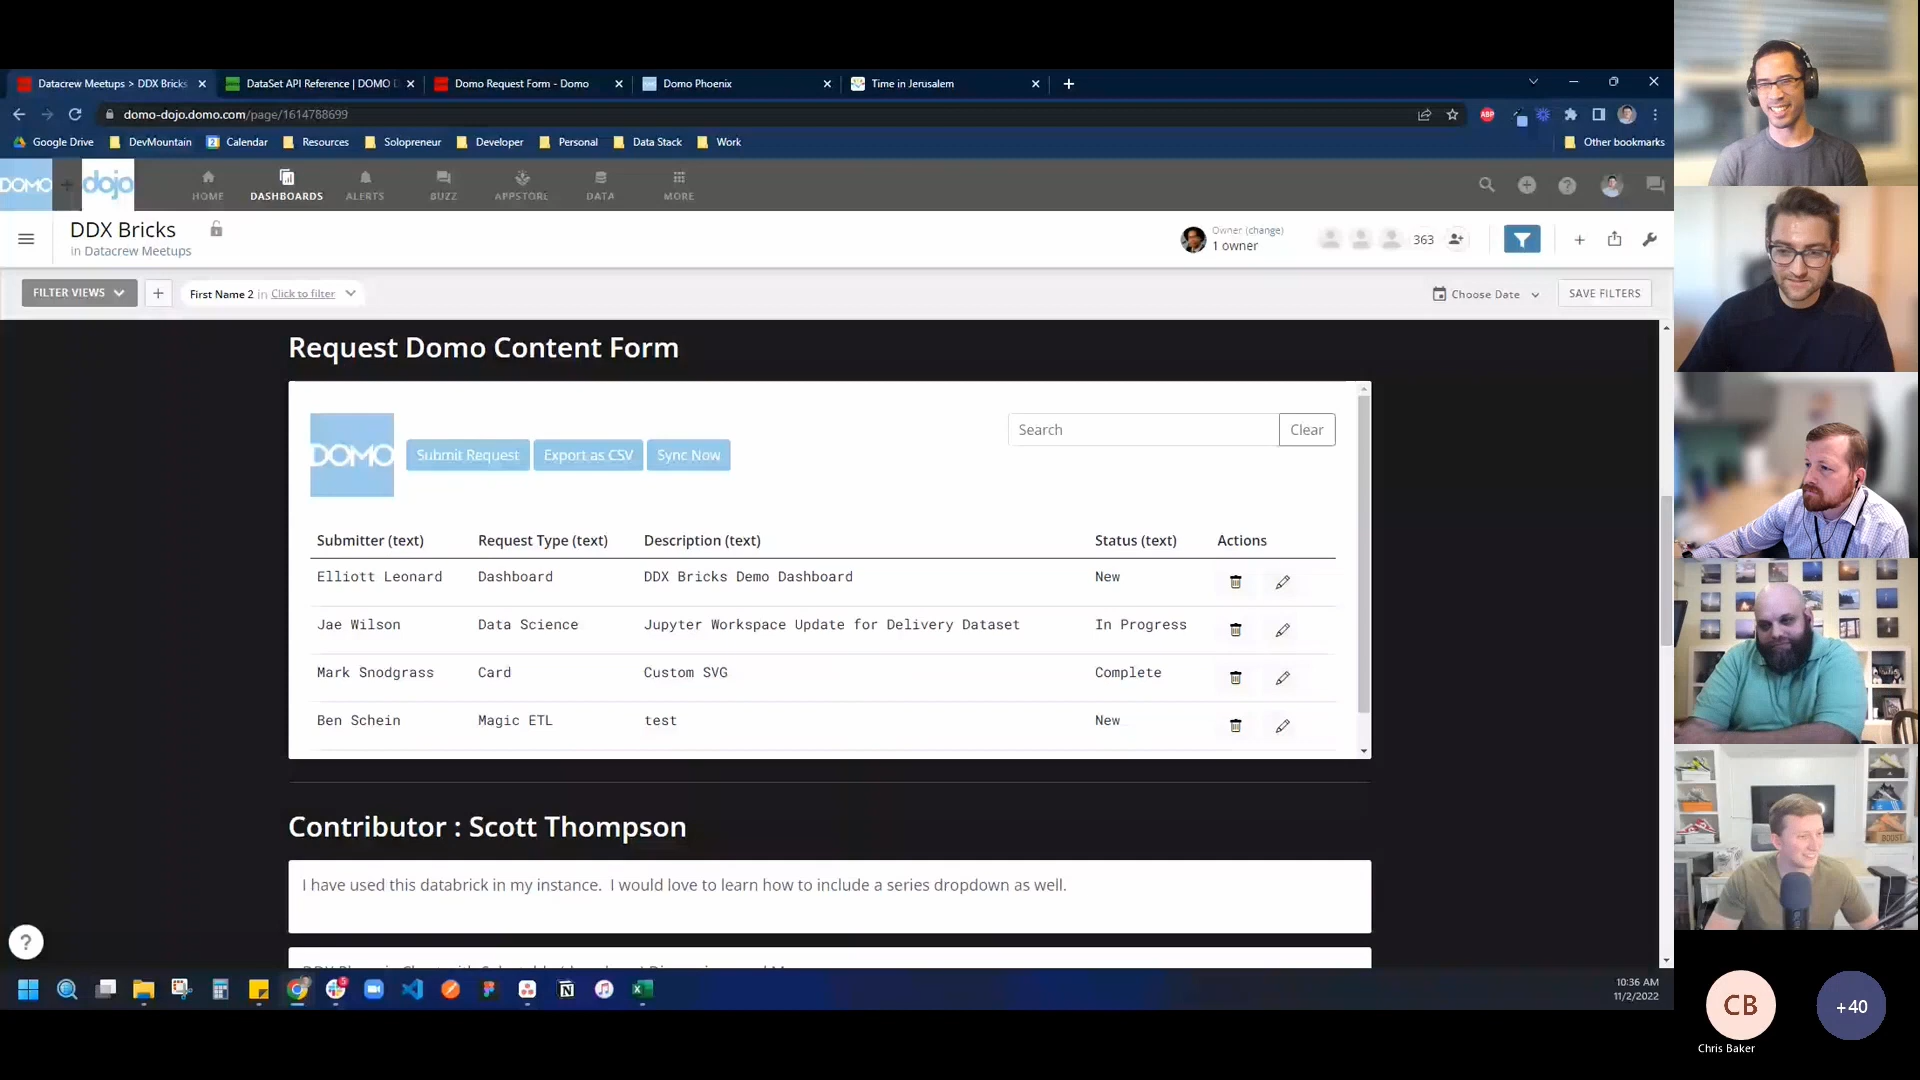 Datacrew Meetups > DDX Bricks
DataSet API Reference | DOMO D
Domo Request Form - Domo
Domo Phoenix
Time in Jerusalem
domo-dojo.domo.com/page/1614788699
ABP
Google Drive
DevMountain
Calendar
Resources
Solopreneur
Developer
Personal
Data Stack
Work
Other bookmarks
DOMO
dojo
HOME
DASHBOARDS
ALERTS
BUZZ
APPSTORE
DATA
MORE
DDX Bricks
in Datacrew Meetups
Owner (change)
1 owner
363
FILTER VIEWS
First Name 2 in Click to filter
Choose Date
SAVE FILTERS
Request Domo Content Form
DOMO
Submit Request
Export as CSV
Sync Now
Search
Clear
Submitter (text) Request Type (text) Description (text) Status (text) Actions
Elliott Leonard Dashboard DDX Bricks Demo Dashboard New
Jae Wilson Data Science Jupyter Workspace Update for Delivery Dataset In Progress
Mark Snodgrass Card Custom SVG Complete
Ben Schein Magic ETL test New
Contributor : Scott Thompson
I have used this databrick in my instance. I would love to learn how to include a series dropdown as well.
?
10:36 AM
11/2/2022
BOOST
CB
+40
Chris Baker